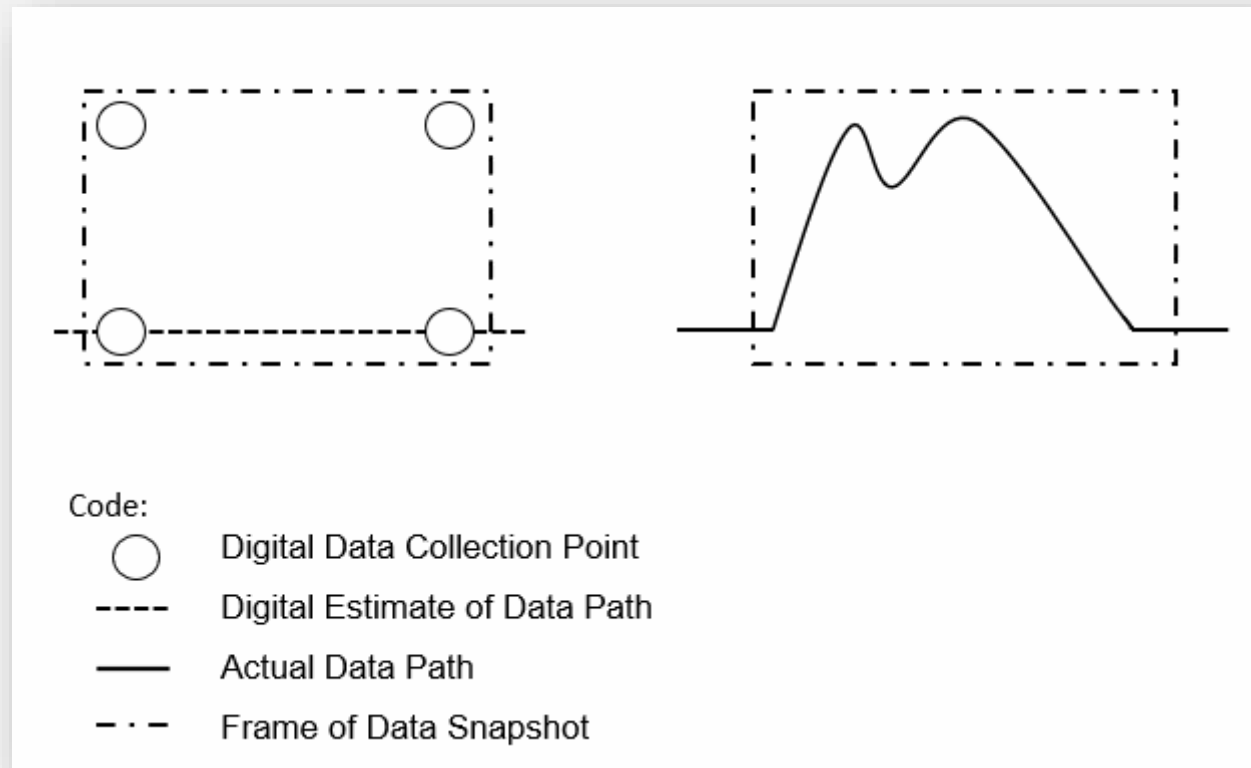 Code:
Digital Data Collection Point
Digital Estimate of Data Path
Actual Data Path
Frame of Data Snapshot